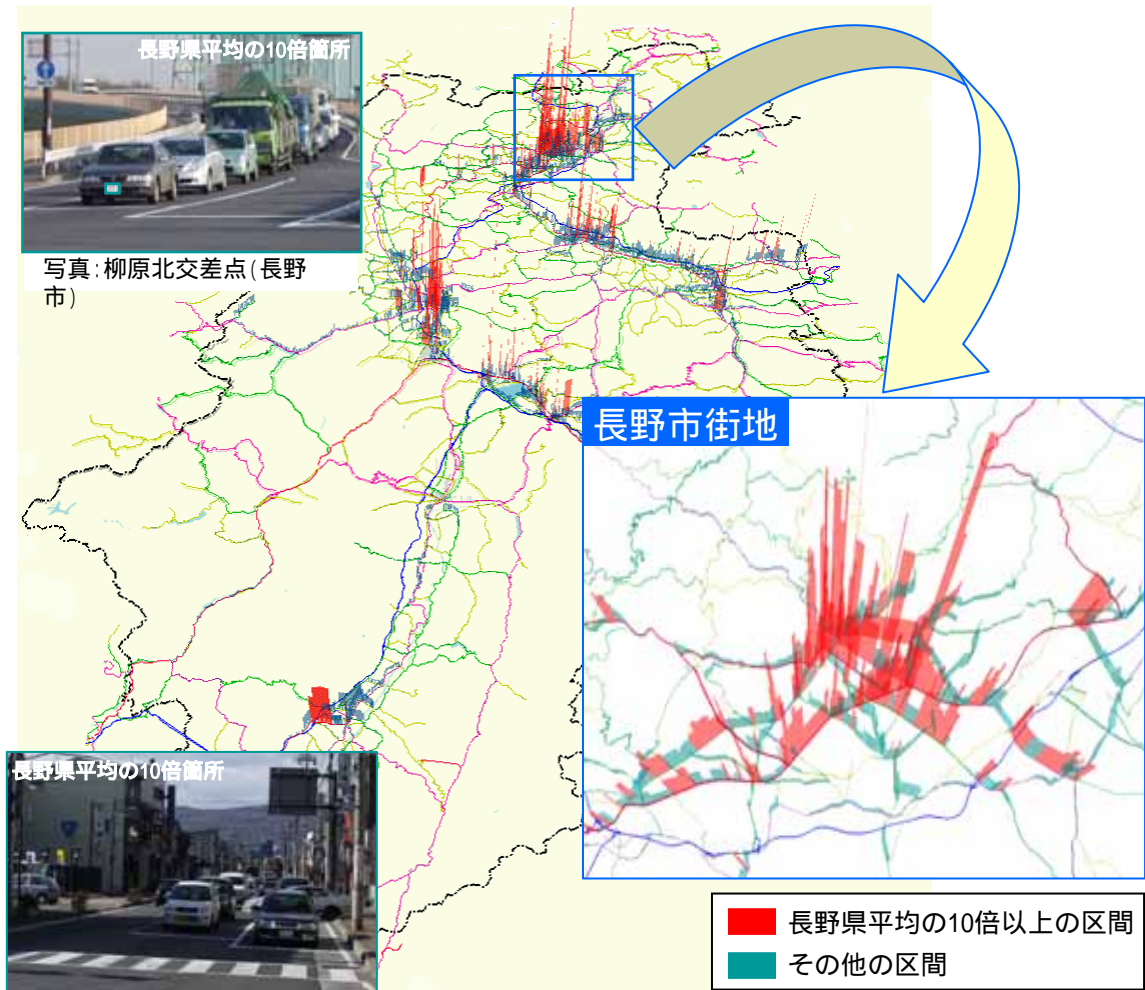 長野県平均の10倍箇所
写真:柳原北交差点(長野
市)
長野市街地
長野県平均の10倍箇所
長野県平均の10倍以上の区間
その他の区間